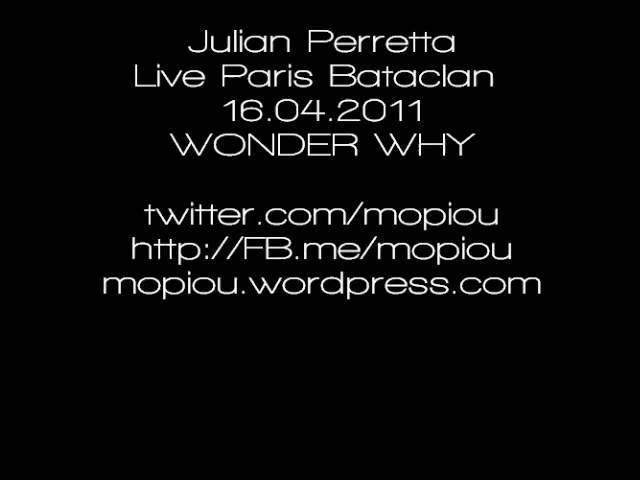 Julian Perretta
Live Paris Bataclan
16.04.2011
WONDER WHY
twitter.com/mopiou
http://FB.me/mopiou
mopiou.wordpress.com